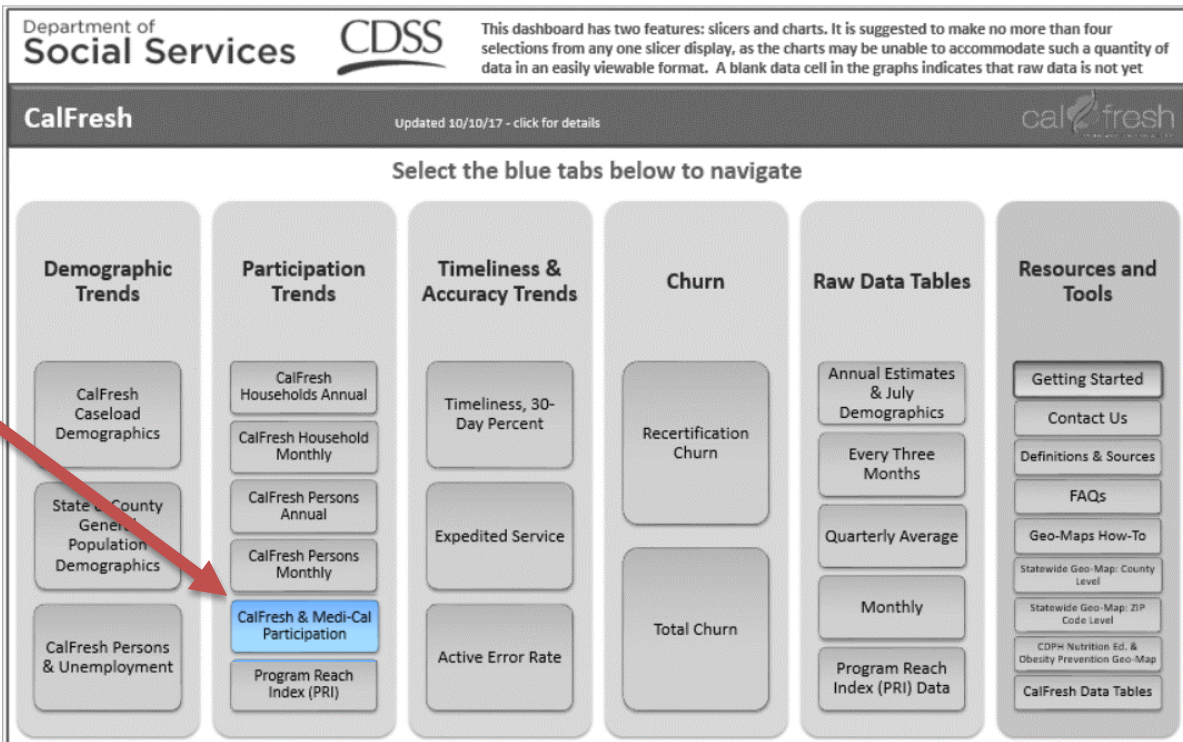 Department of
Social Services
CDSS
This dashboard has two features: slicers and charts. It is suggested to make no more than four
selections from any one slicer display, as the charts may be unable to accommodate such a quantity of
data in an easily viewable format. A blank data cell in the graphs indicates that raw data is not yet
CalFresh
Updated 10/10/17 - click for details
cal fresh
Select the blue tabs below to navigate
Demographic
Trends
CalFresh
Caseload
Demographics
State & County
General
Population
Demographics
CalFresh Persons
& Unemployment
Participation
Trends
CalFresh
Households Annual
CalFresh Household
Monthly
CalFresh Persons
Annual
CalFresh Persons
Monthly
CalFresh & Medi-Cal
Participation
Program Reach
Index (PRI)
Timeliness &
Accuracy Trends
Timeliness, 30-
Day Percent
Expedited Service
Active Error Rate
Churn
Recertification
Churn
Total Churn
Raw Data Tables
Annual Estimates
& July
Demographics
Every Three
Months
Quarterly Average
Monthly
Program Reach
Index (PRI) Data
Resources and
Tools
Getting Started
Contact Us
Definitions & Sources
FAQs
Geo-Maps How-To
Statewide Geo-Map: County
Level
Statewide Geo-Map: ZIP
Code Level
CDPH Nutrition Ed. &
Obesity Prevention Geo-Map
CalFresh Data Tables